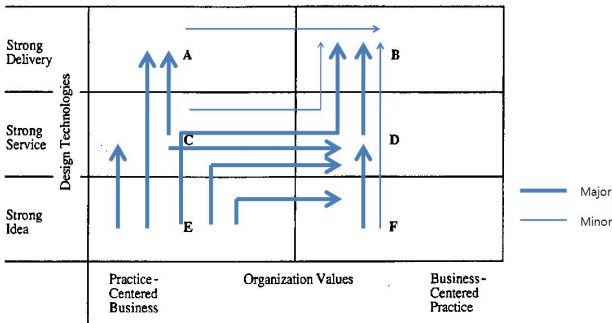 Strong
Delivery
A
B
Strong
Service
Design Technologies
C
D
Strong
Idea
E
F
Major
Minor
Practice-
Centered
Business
Organization Values
Business-
Centered
Practice